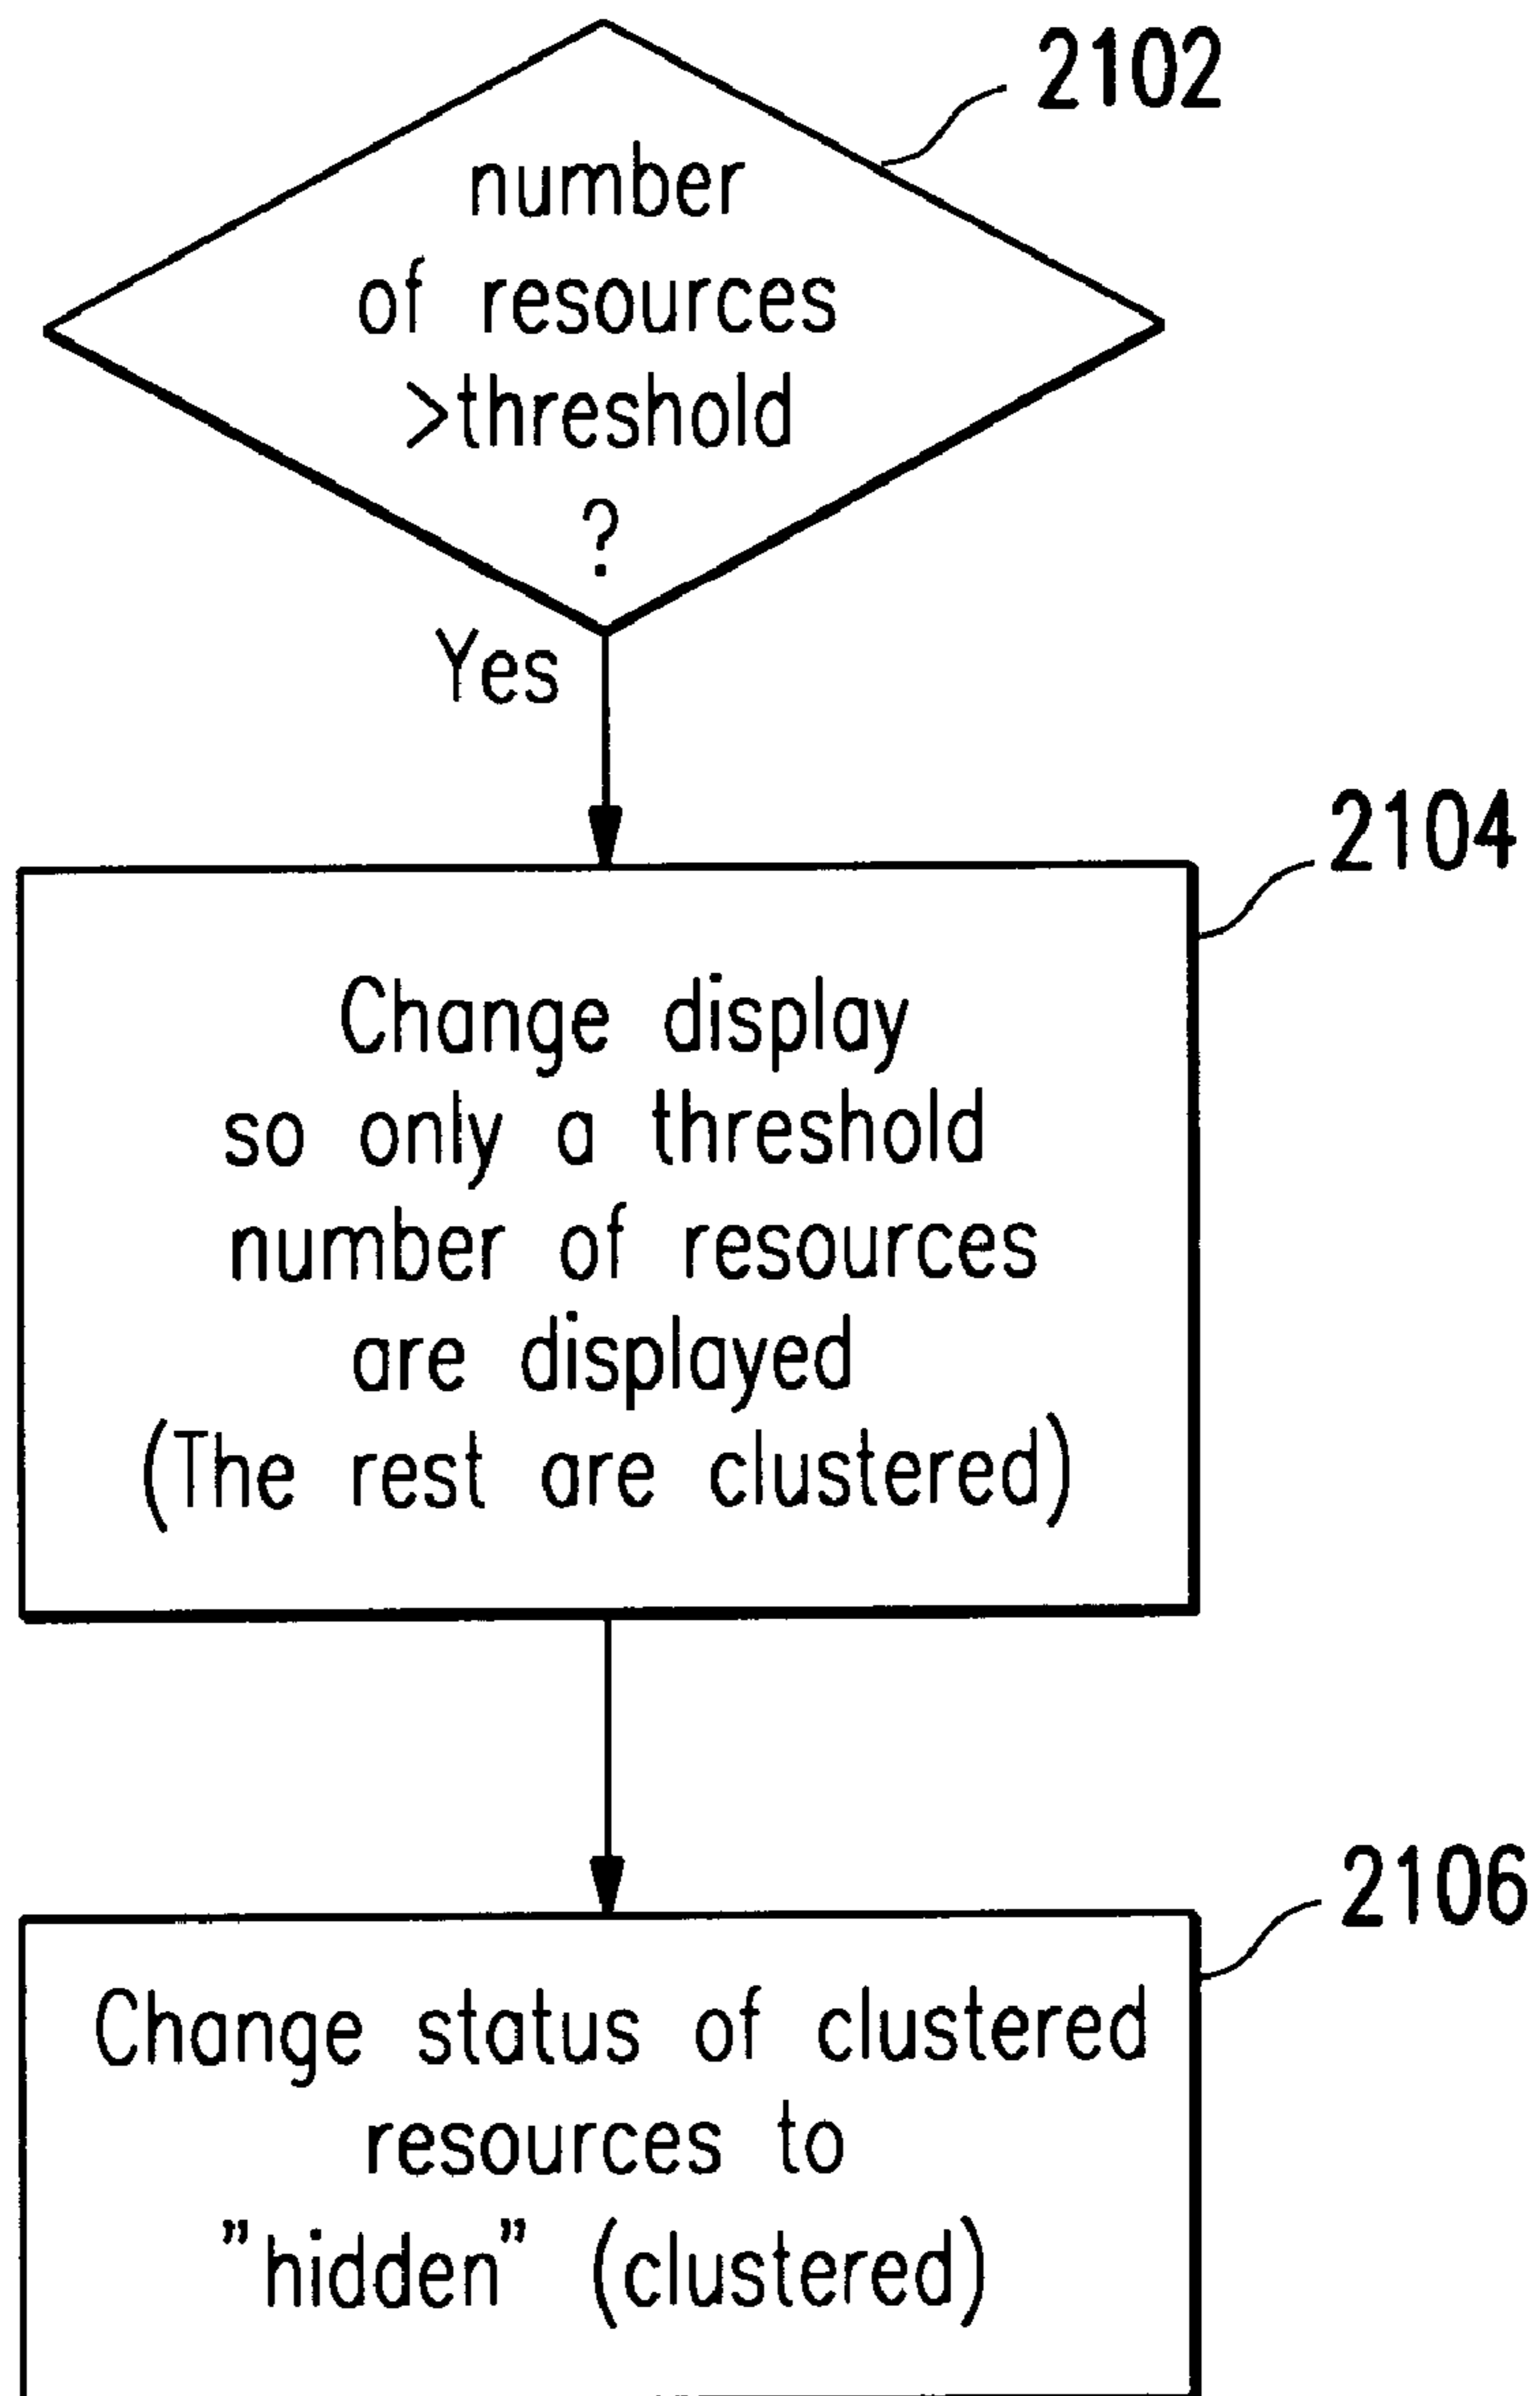 2102
number
of resources
>threshold
?
Yes
2104
Change display
so only a threshold
number of resources
are displayed
(The rest are clustered)
2106
Change status of clustered
resources to
"hidden" (clustered)